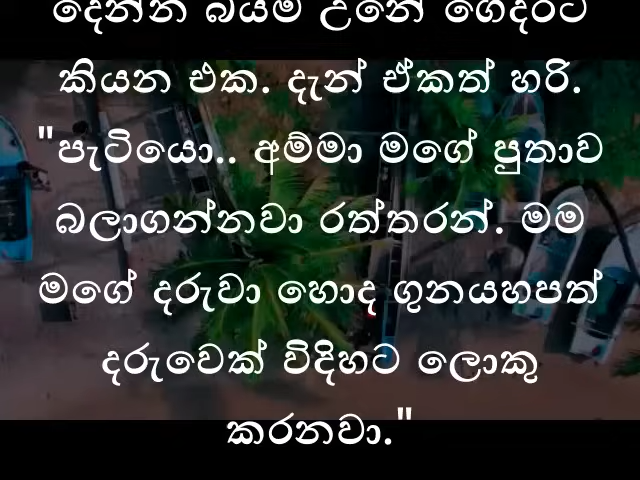 දෙන්න බයම උනේ ගෙදරට
කියන එක. දැන් ඒකත් හරි.
"පැටියො.. අම්මා මගේ පුතාව
බලාගන්නවා රත්තරන්. මම
මගේ දරුවා හොද ගුනයහපත්
දරුවෙක් විදිහට ලොකු
කරනවා."